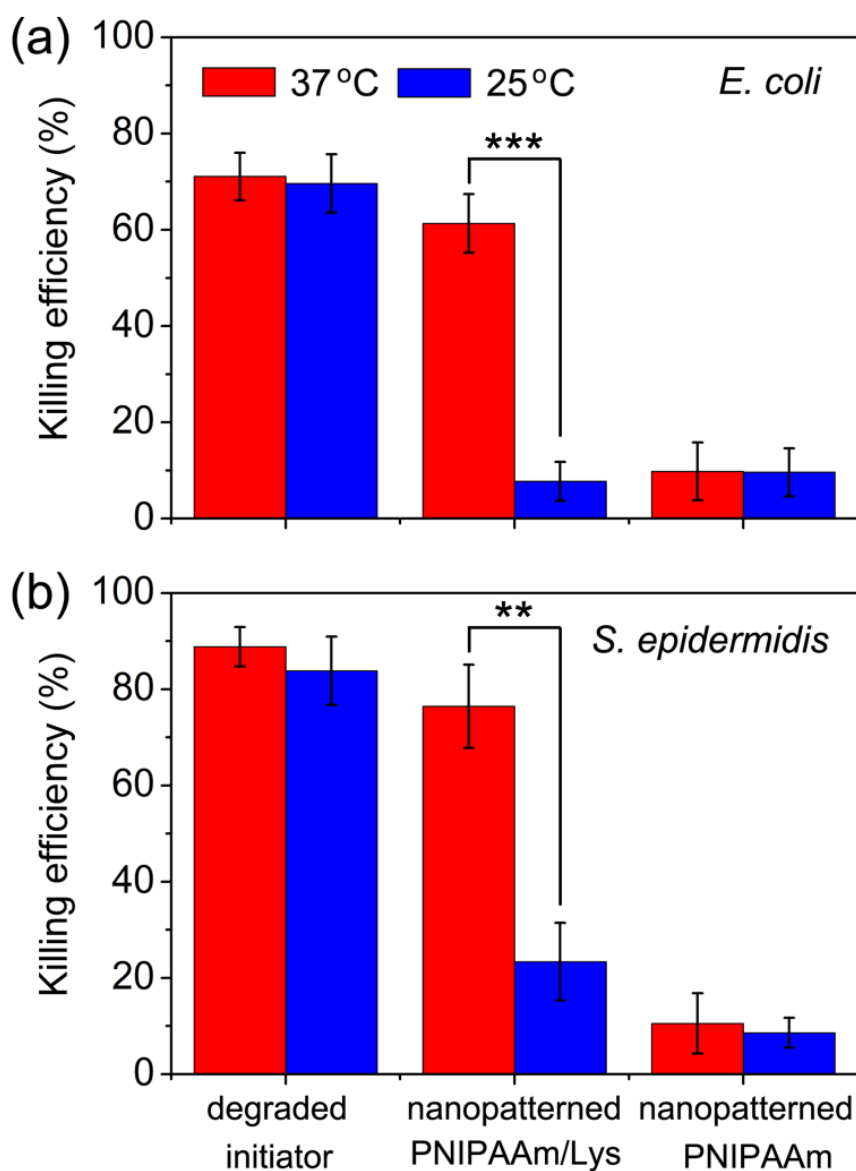 (a)
100
80
60
40
20
0
Killing efficiency (%)
37 °C 25 °C
E. coli
***
(b)
100
80
60
40
20
0
Killing efficiency (%)
S. epidermidis
**
degraded
initiator
nanopatterned
PNIPAAm/Lys
nanopatterned
PNIPAAm